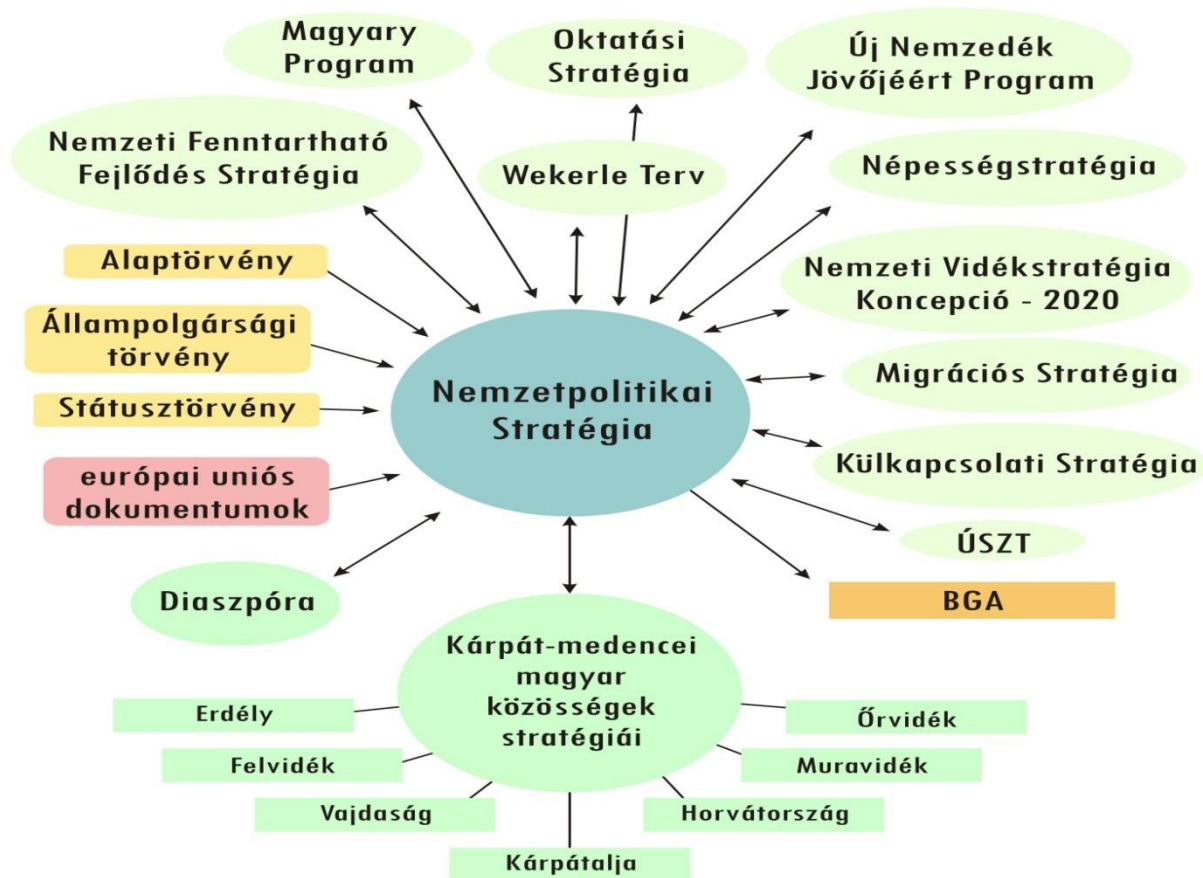 Magyary
Program
Oktatási
Stratégia
Új Nemzedék
Jövőjéért Program
Nemzeti Fenntartható
Fejlődés Stratégia
Wekerle Terv
Népességstratégia
Alaptörvény
Nemzeti Vidékstratégia
Koncepció - 2020
Állampolgársági
törvény
Migrációs Stratégia
Nemzetpolitikai
Stratégia
Státusztörvény
Külkapcsolati Stratégia
európai uniós
dokumentumok
ÚSZT
Diaszpóra
BGA
Kárpát-medencei
magyar
közösségek
stratégiái
Erdély
Őrvidék
Felvidék
Muravidék
Vajdaság
Horvátország
Kárpátalja